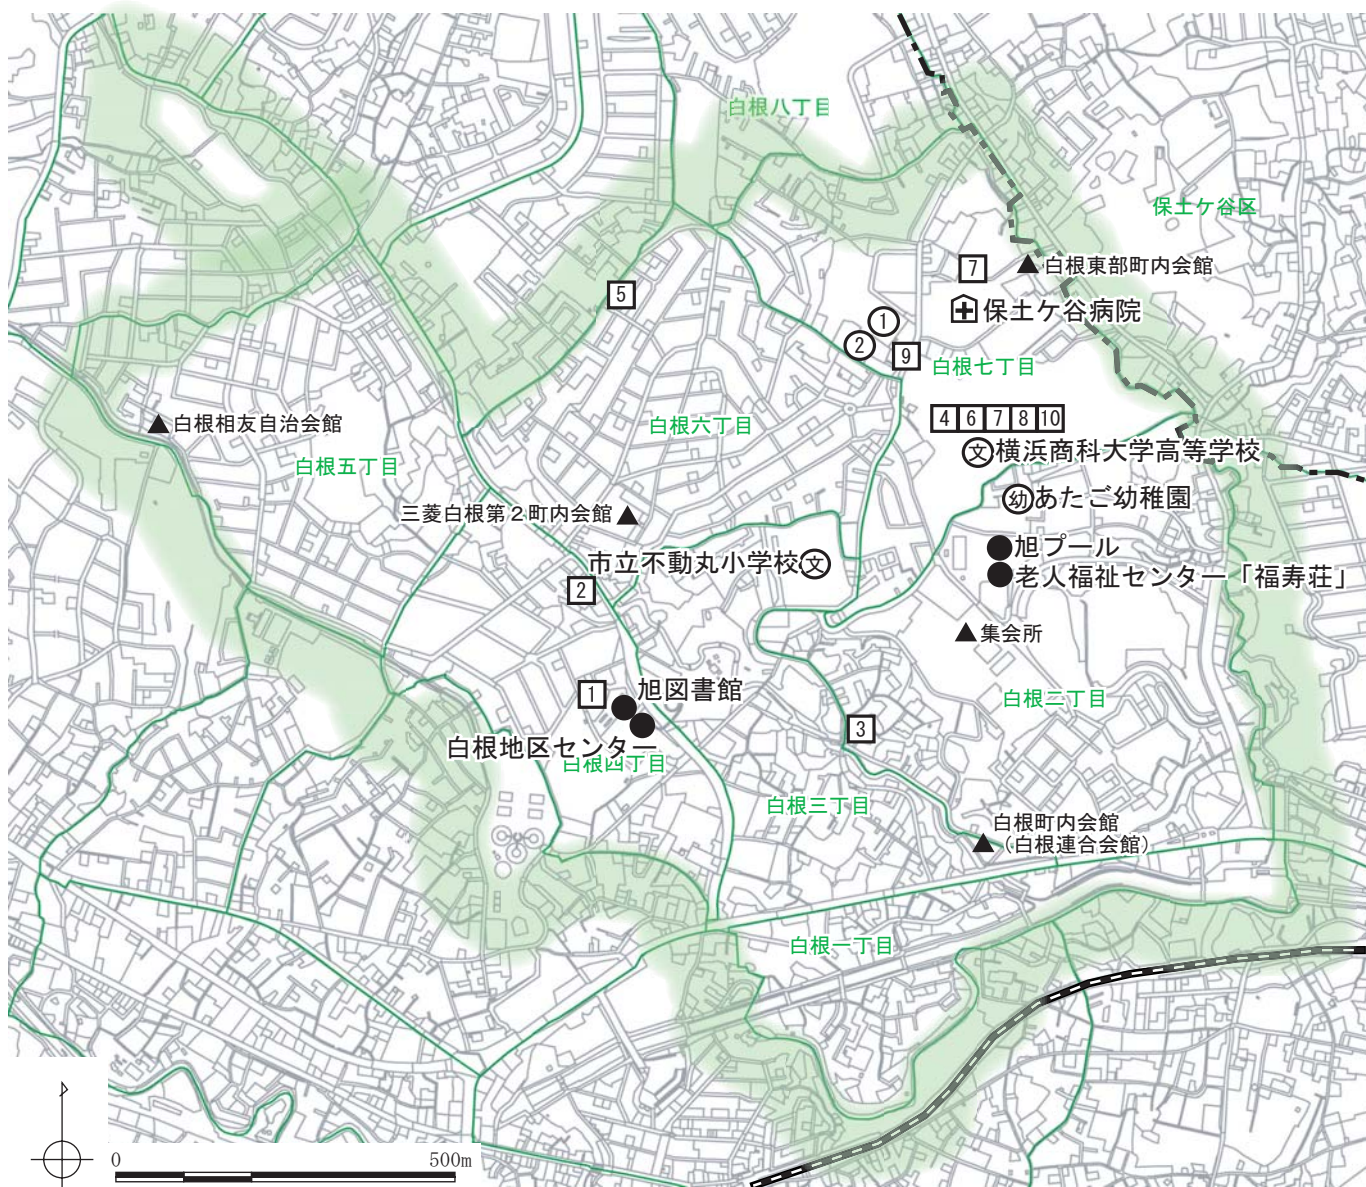 白根八丁目
保土ケ谷区
7
白根東部町内会館
5
保土ケ谷病院
1
2
9
白根七丁目
4 6 7 8 10
白根相友自治会館
白根六丁目
文 横浜商科大学高等学校
白根五丁目
幼 あたご幼稚園
三菱白根第2町内会館
旭プール
市立不動丸小学校 文
老人福祉センター「福寿荘」
2
集会所
1
旭図書館
白根二丁目
3
白根地区センター
白根四丁目
白根三丁目
白根町内会館
(白根連合会館)
白根一丁目
0 500m